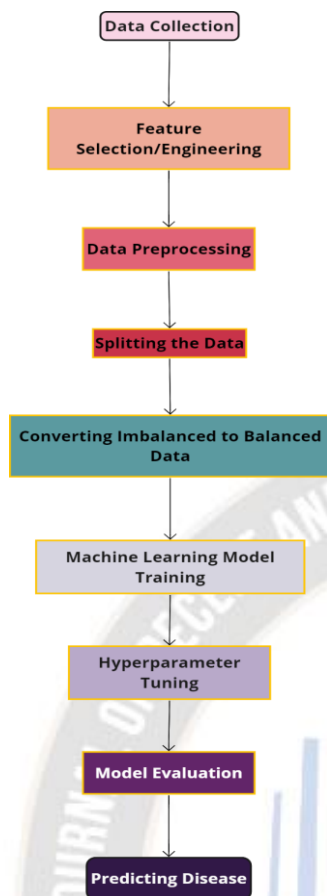 Data Collection
Feature
Selection/Engineering
Data Preprocessing
Splitting the Data
Converting Imbalanced to Balanced
Data
Machine Learning Model
Training
Hyperparameter
Tuning
Model Evaluation
Predicting Disease